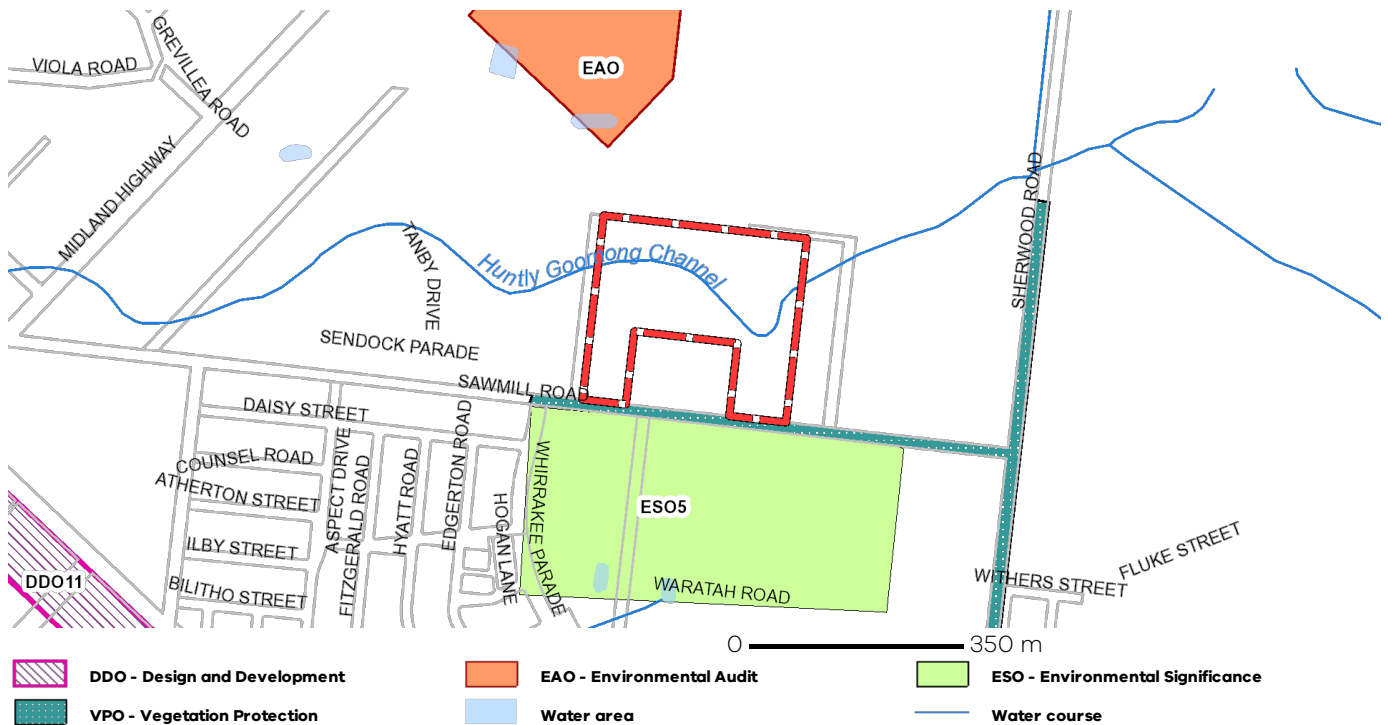 GREVILLEA ROAD
VIOLA ROAD
EAO
MIDLAND HIGHWAY
SHERWOOD ROAD
TANBY DRIVE
Huntly Goornong Channel
SENDOCK PARADE
SAWMILL ROAD
DAISY STREET
COUNSEL ROAD
ATHERTON STREET
ASPECT DRIVE
FITZGERALD ROAD
HYATT ROAD
EDGERTON ROAD
HOGAN LANE
WHIRRAKEE PARADE
ESO5
ILBY STREET
BILITHO STREET
DDO11
WARATAH ROAD
WITHERS STREET
FLUKE STREET
0 350 m
DDO - Design and Development
EAO - Environmental Audit
ESO - Environmental Significance
VPO - Vegetation Protection
Water area
Water course